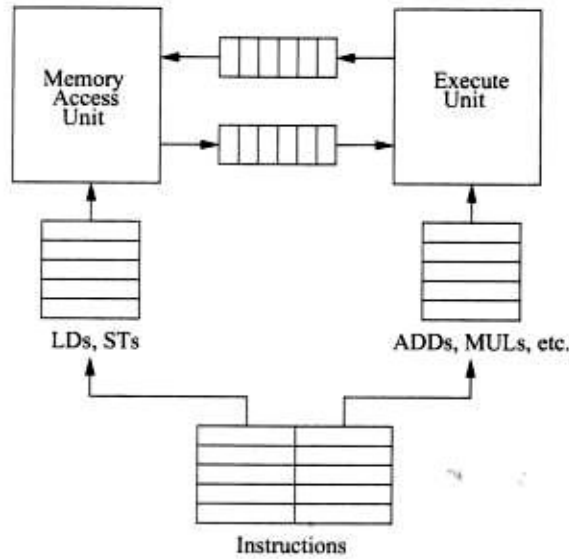 Memory
Access
Unit
Execute
Unit
LDs, STs
ADDs, MULs, etc.
Instructions